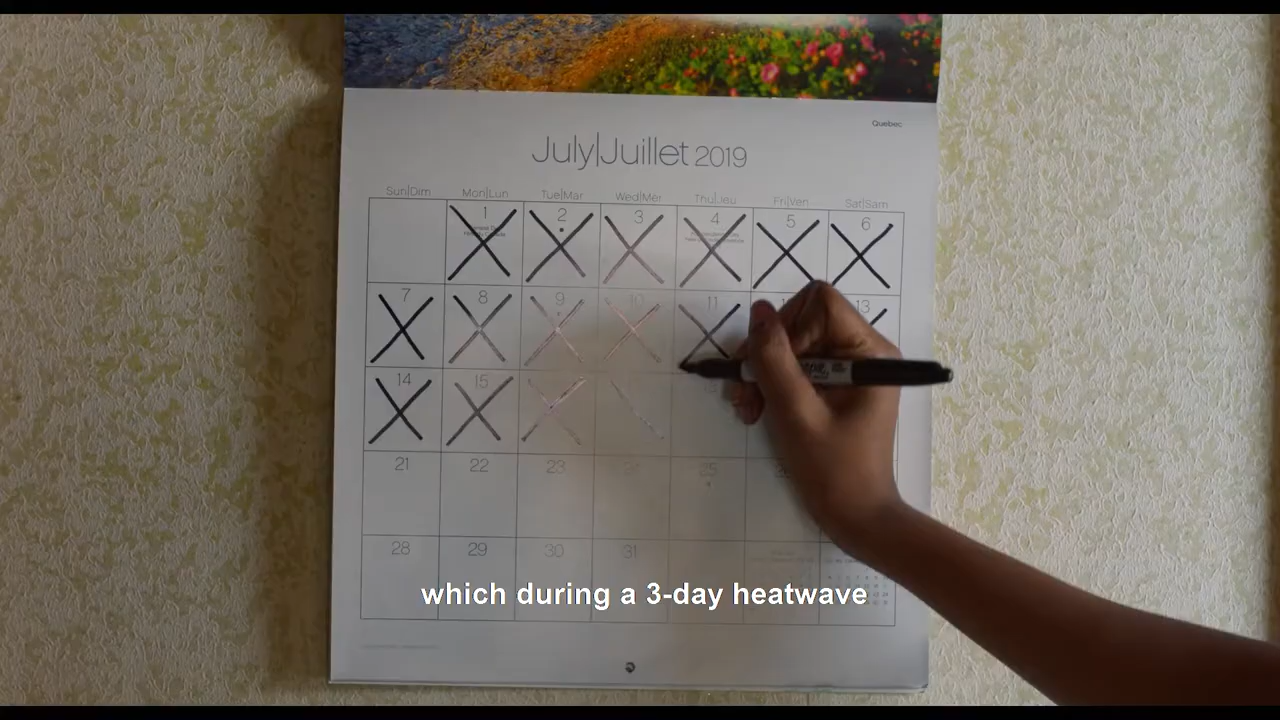 Quebec
July|Juillet 2019
Sun|Dim Mon|Lun Tue|Mar Wed|Mer Thu|Jeu Fri|Ven Sat|Sam
1 2 3 4 5 6
7 8 9 10 11 13
14 15
21 22 23 24 25
28 29 30 31
which during a 3-day heatwave